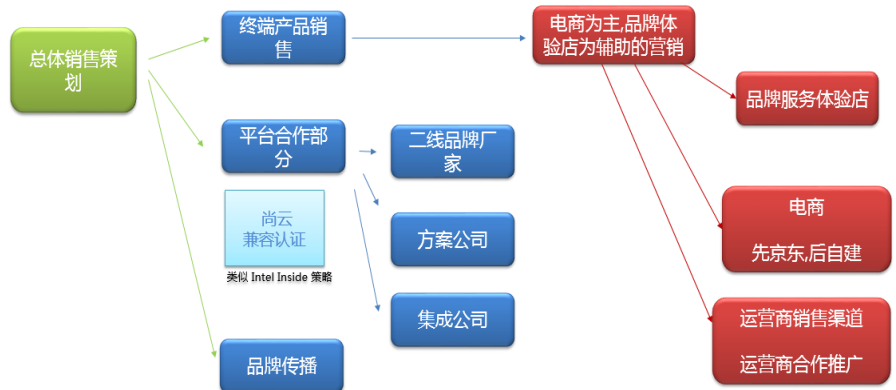 总体销售策
划
终端产品销
售
电商为主,品牌体
验店为辅助的营销
品牌服务体验店
平台合作部
分
二线品牌厂
家
尚云
兼容认证
类似 Intel Inside 策略
方案公司
电商
先京东,后自建
集成公司
运营商销售渠道
运营商合作推广
品牌传播